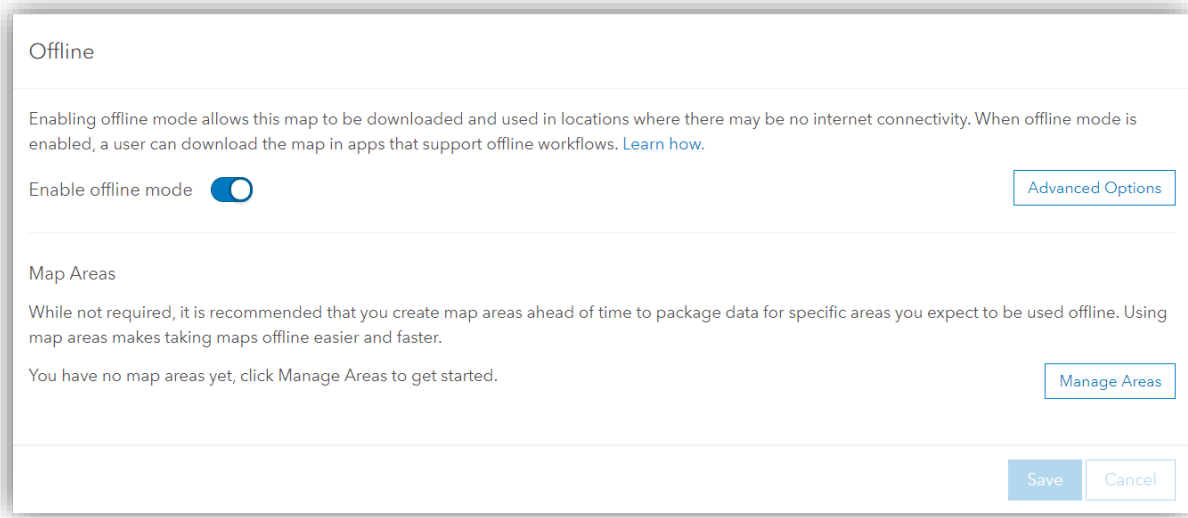 Offline
Enabling offline mode allows this map to be downloaded and used in locations where there may be no internet connectivity. When offline mode is
enabled, a user can download the map in apps that support offline workflows. Learn how.
Enable offline mode
Advanced Options
Map Areas
While not required, it is recommended that you create map areas ahead of time to package data for specific areas you expect to be used offline. Using
map areas makes taking maps offline easier and faster.
You have no map areas yet, click Manage Areas to get started.
Manage Areas
Save
Cancel